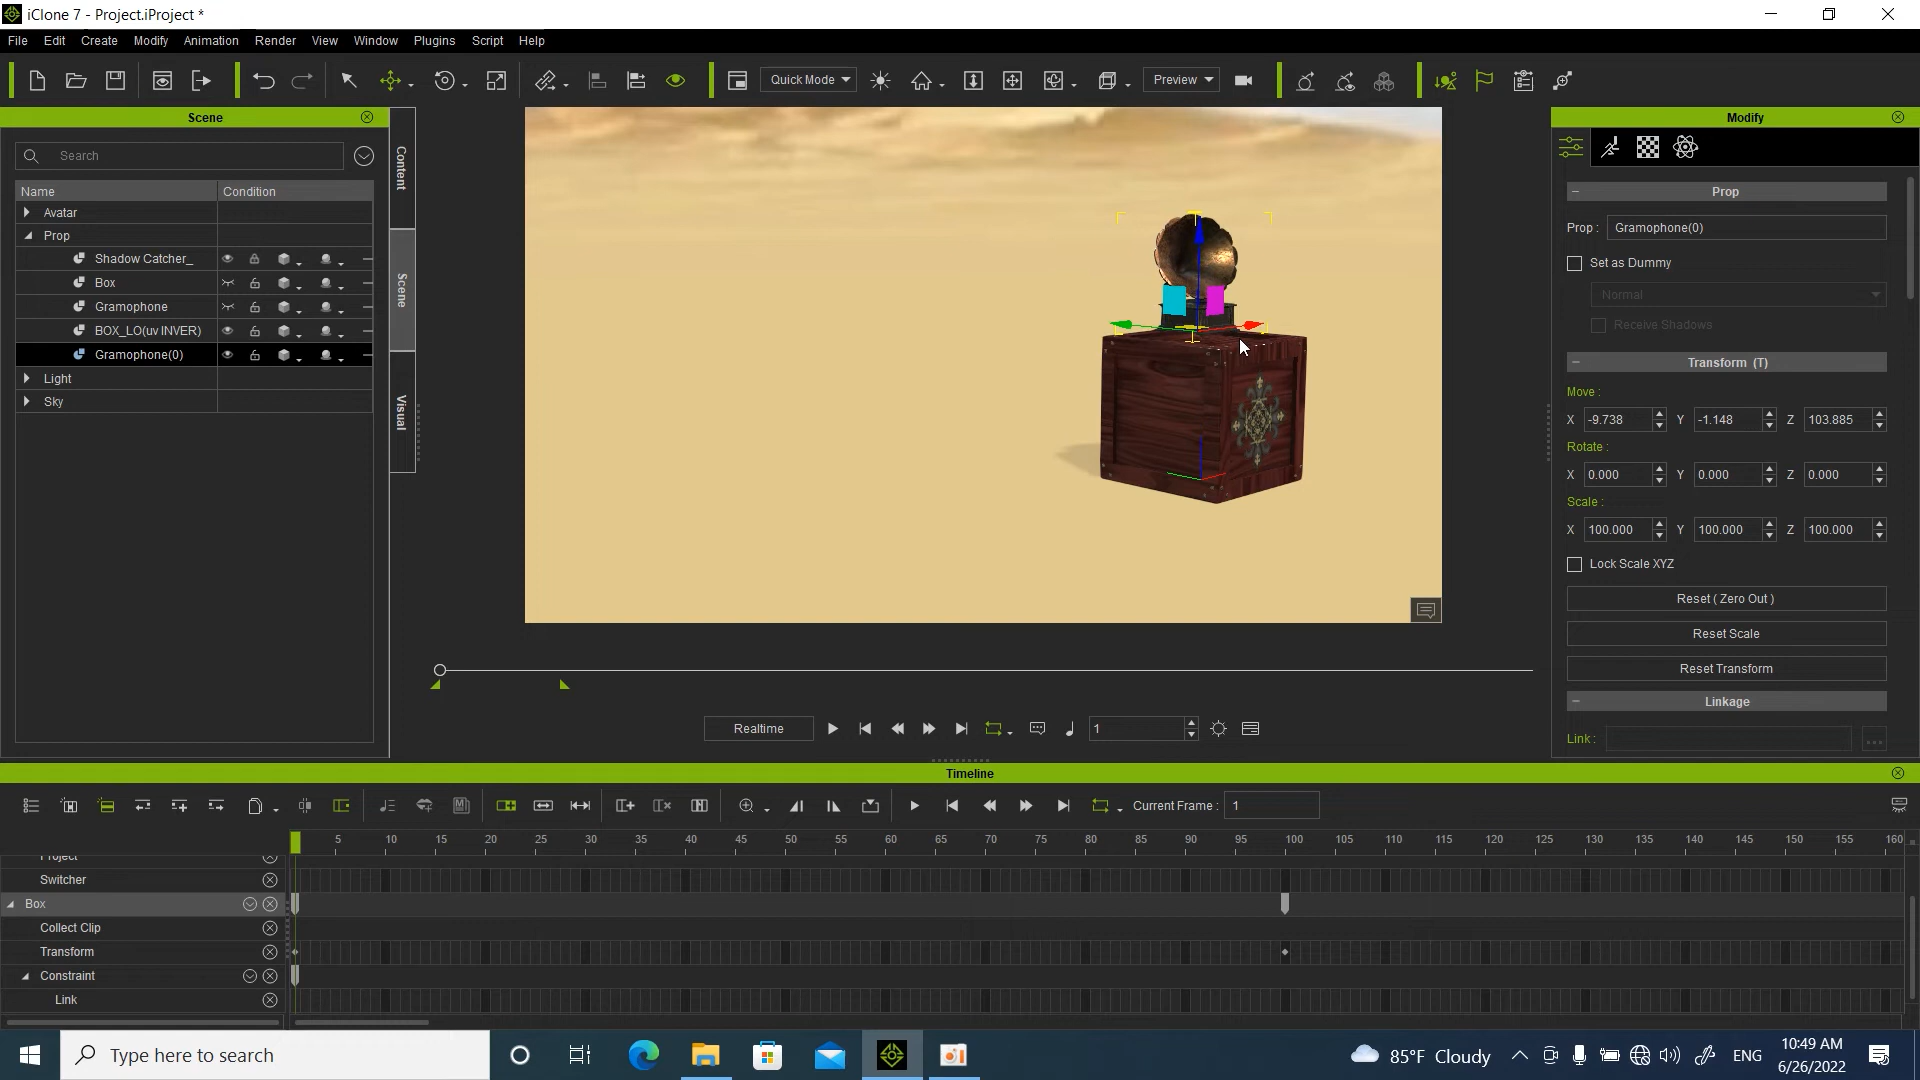 iClone 7 - Project.iProject *
File Edit Create Modify Animation Render View Window Plugins Script Help
Quick Mode Preview
Scene
Search
Name Condition
Avatar
Prop
Shadow Catcher_
Box
Gramophone
BOX_LO(uv INVER)
Gramophone(0)
Light
Sky
Content
Scene
Visual
Modify
Prop
Prop : Gramophone(0)
Set as Dummy
Normal
Receive Shadows
Transform (T)
Move :
X -9.738 Y -1.148 Z 103.885
Rotate :
X 0.000 Y 0.000 Z 0.000
Scale :
X 100.000 Y 100.000 Z 100.000
Lock Scale XYZ
Reset ( Zero Out )
Reset Scale
Reset Transform
Linkage
Link :
Realtime 1
Timeline
Current Frame : 1
5 10 15 20 25 30 35 40 45 50 55 60 65 70 75 80 85 90 95 100 105 110 115 120 125 130 135 140 145 150 155 160
Project
Switcher
Box
Collect Clip
Transform
Constraint
Link
Type here to search
85°F Cloudy
ENG
10:49 AM
6/26/2022